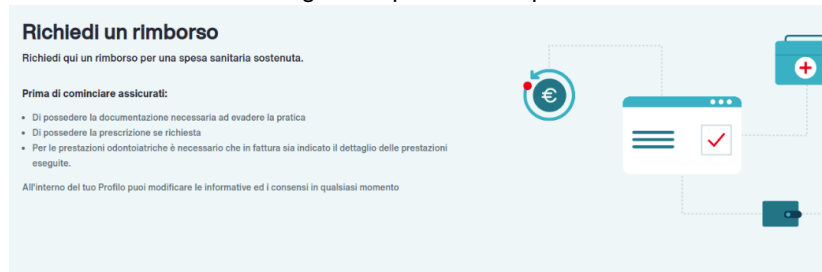 Richiedi un rimborso
Richiedi qui un rimborso per una spesa sanitaria sostenuta.
Prima di cominciare assicurati:
• Di possedere la documentazione necessaria ad evadere la pratica
• Di possedere la prescrizione se richiesta
• Per le prestazioni odontoiatriche è necessario che in fattura sia indicato il dettaglio delle prestazioni
eseguite.
All'interno del tuo Profilo puoi modificare le informative ed i consensi in qualsiasi momento
€